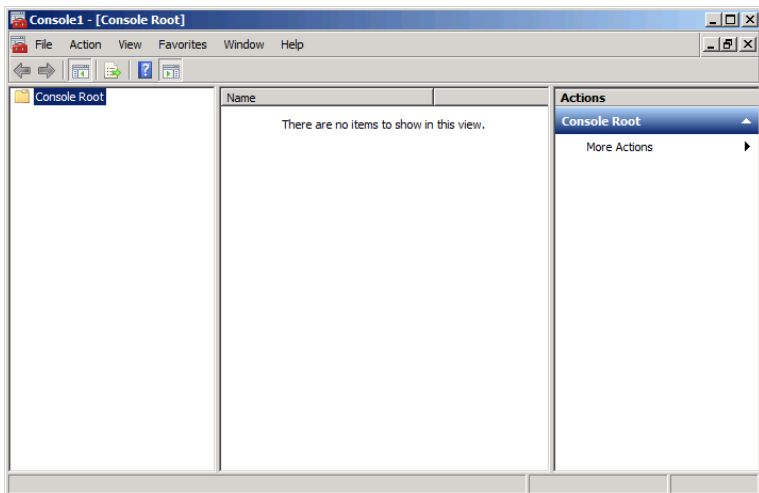 Console1 - [Console Root]
File Action View Favorites Window Help
Console Root
Name
There are no items to show in this view.
Actions
Console Root
More Actions